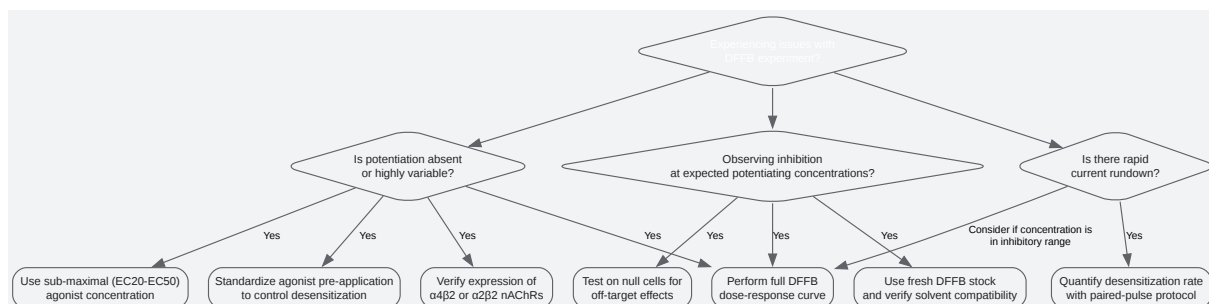 Experiencing issues with
DFFB experiment?
Is potentiation absent
or highly variable?
Observing inhibition
at expected potentiating concentrations?
Is there rapid
current rundown?
Yes
Yes
Yes
Yes
Yes
Yes
Yes
Consider if concentration is
in inhibitory range
Yes
Use sub-maximal (EC20-EC50)
agonist concentration
Standardize agonist pre-application
to control desensitization
Verify expression of
α4β2 or α2β2 nAChRs
Test on null cells for
off-target effects
Perform full DFFB
dose-response curve
Use fresh DFFB stock
and verify solvent compatibility
Quantify desensitization rate
with paired-pulse protocol